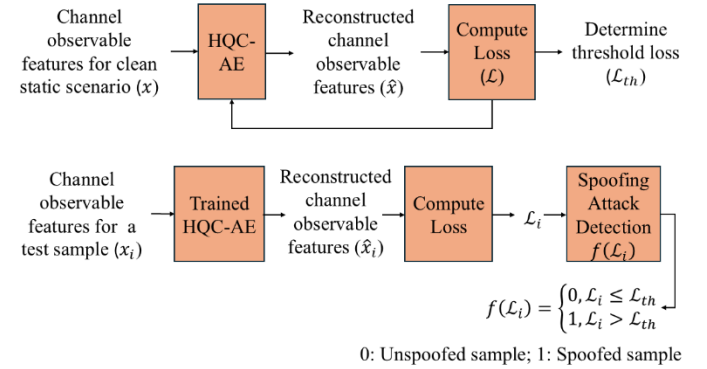 Channel
observable
features for clean
static scenario (x)
HQC-
AE
Reconstructed
channel
observable
features (x̂)
Compute
Loss
(ℒ)
Determine
threshold loss
(ℒ_th)
Channel
observable
features for a
test sample (x_i)
Trained
HQC-AE
Reconstructed
channel
observable
features (x̂_i)
Compute
Loss
ℒ_i
Spoofing
Attack
Detection
f(ℒ_i)
f(ℒ_i) = {0, ℒ_i ≤ ℒ_th
1, ℒ_i > ℒ_th
0: Unspoofed sample; 1: Spoofed sample